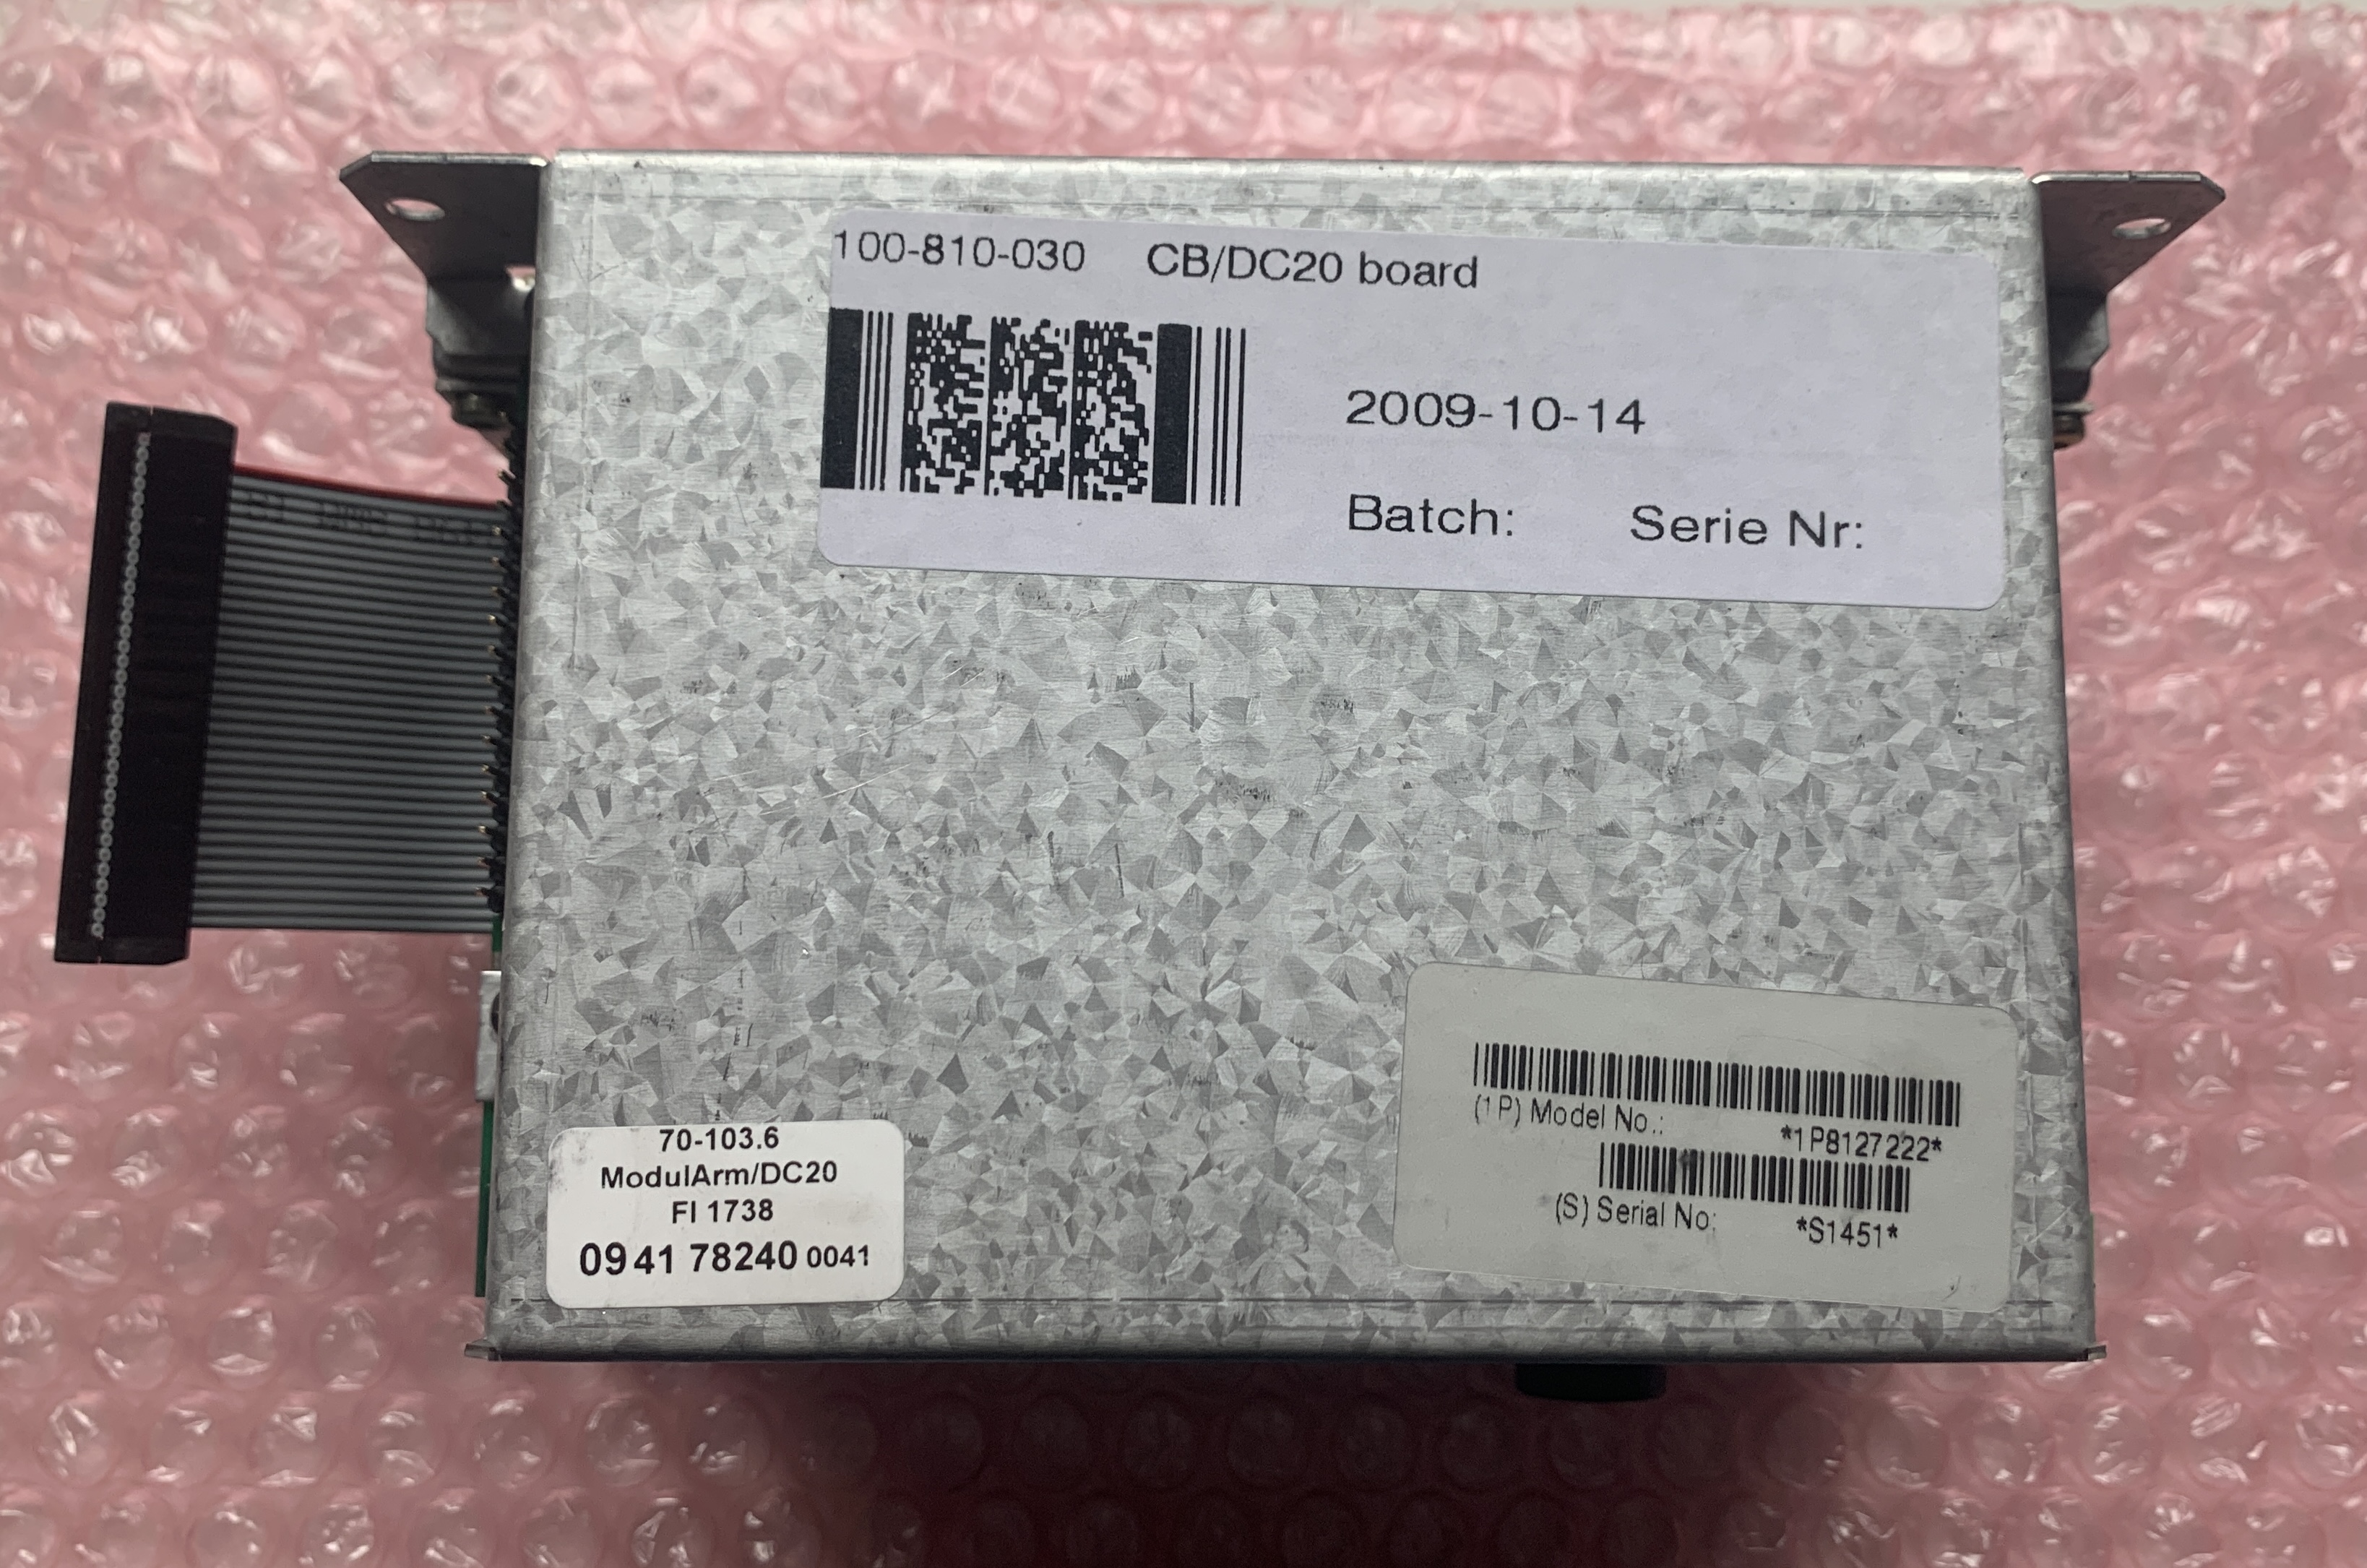 100-810-030 CB/DC20 board
2009-10-14
Batch: Serie Nr:
70-103.6
ModulArm/DC20
FI 1738
0941 78240 0041
(1P) Model No.: *1P8127222*
(S) Serial No: *S1451*